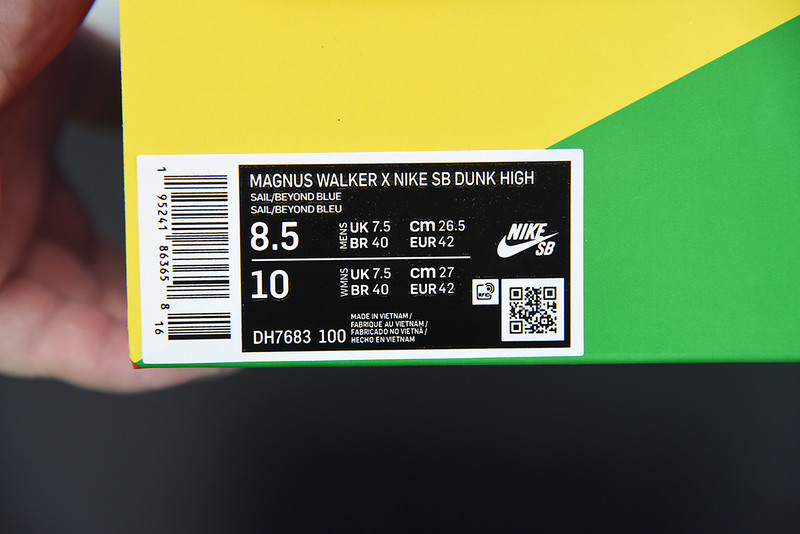 MAGNUS WALKER X NIKE SB DUNK HIGH
SAIL/BEYOND BLUE
SAIL/BEYOND BLEU
8.5 MENS UK 7.5 cm 26.5
BR 40 EUR 42
NIKE
SB
10 WMNS UK 7.5 cm 27
BR 40 EUR 42
RFID
DH7683 100
MADE IN VIETNAM /
FABRIQUE AU VIETNAM /
FABRICADO NO VIETNÃ /
HECHO EN VIETNAM
1 95241 86365 8 16